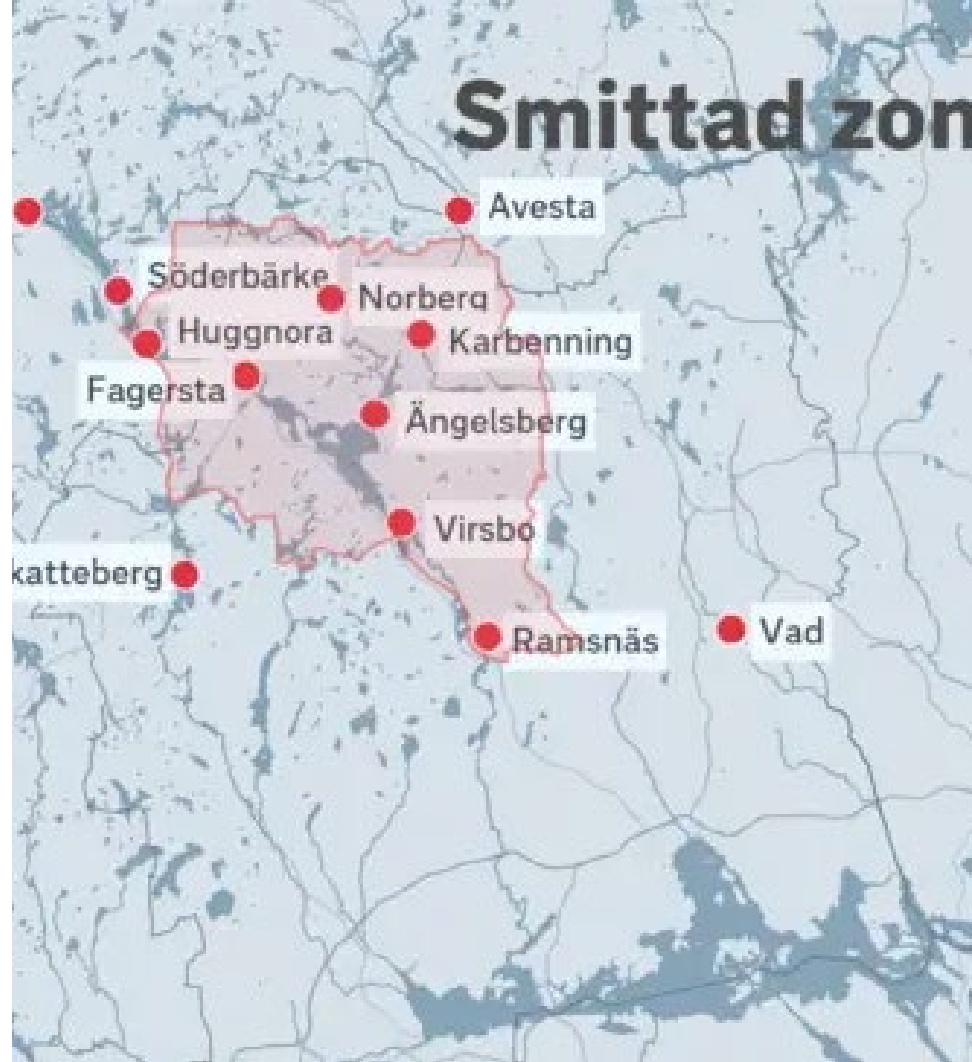 Smittad zon
Avesta
Söderbärke
Norberg
Huggnora
Karbenning
Fagersta
Ängelsberg
Virsbo
katteberg
Ramsnäs
Vad